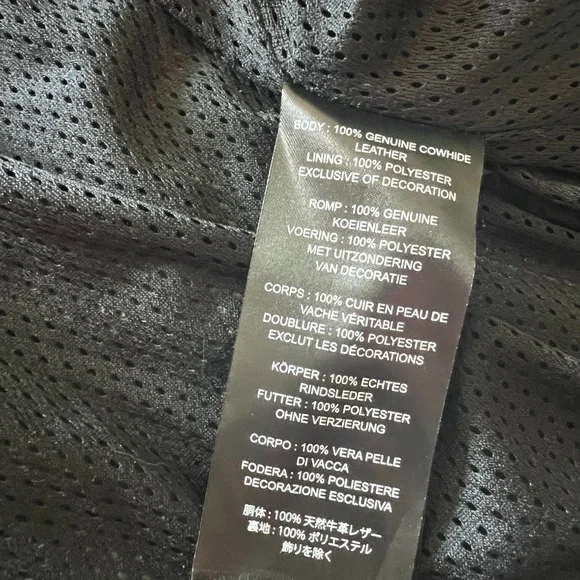 BODY : 100% GENUINE COWHIDE
LEATHER
LINING : 100% POLYESTER
EXCLUSIVE OF DECORATION
ROMP : 100% GENUINE
KOEIENLEER
VOERING : 100% POLYESTER
MET UITZONDERING
VAN DECORATIE
CORPS : 100% CUIR EN PEAU DE
VACHE VÉRITABLE
DOUBLURE : 100% POLYESTER
EXCLUT LES DÉCORATIONS
KÖRPER : 100% ECHTES
RINDSLEDER
FUTTER : 100% POLYESTER
OHNE VERZIERUNG
CORPO : 100% VERA PELLE
DI VACCA
FODERA : 100% POLIESTERE
DECORAZIONE ESCLUSIVA
胴体 : 100% 天然牛革レザー
裏地 : 100% ポリエステル
飾りを除く